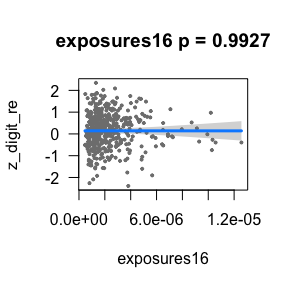 exposures16 p = 0.9927
z_digit_re
2
1
0
-1
-2
0.0e+00 6.0e-06 1.2e-05
exposures16